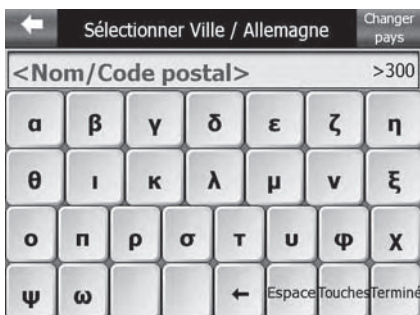 Sélectionner Ville / Allemagne
Changer pays
<Nom/Code postal> >300
α β γ δ ε ζ η
θ ι κ λ μ ν ξ
ο π ρ σ τ υ φ χ
ψ ω ← Espace Touches Terminé